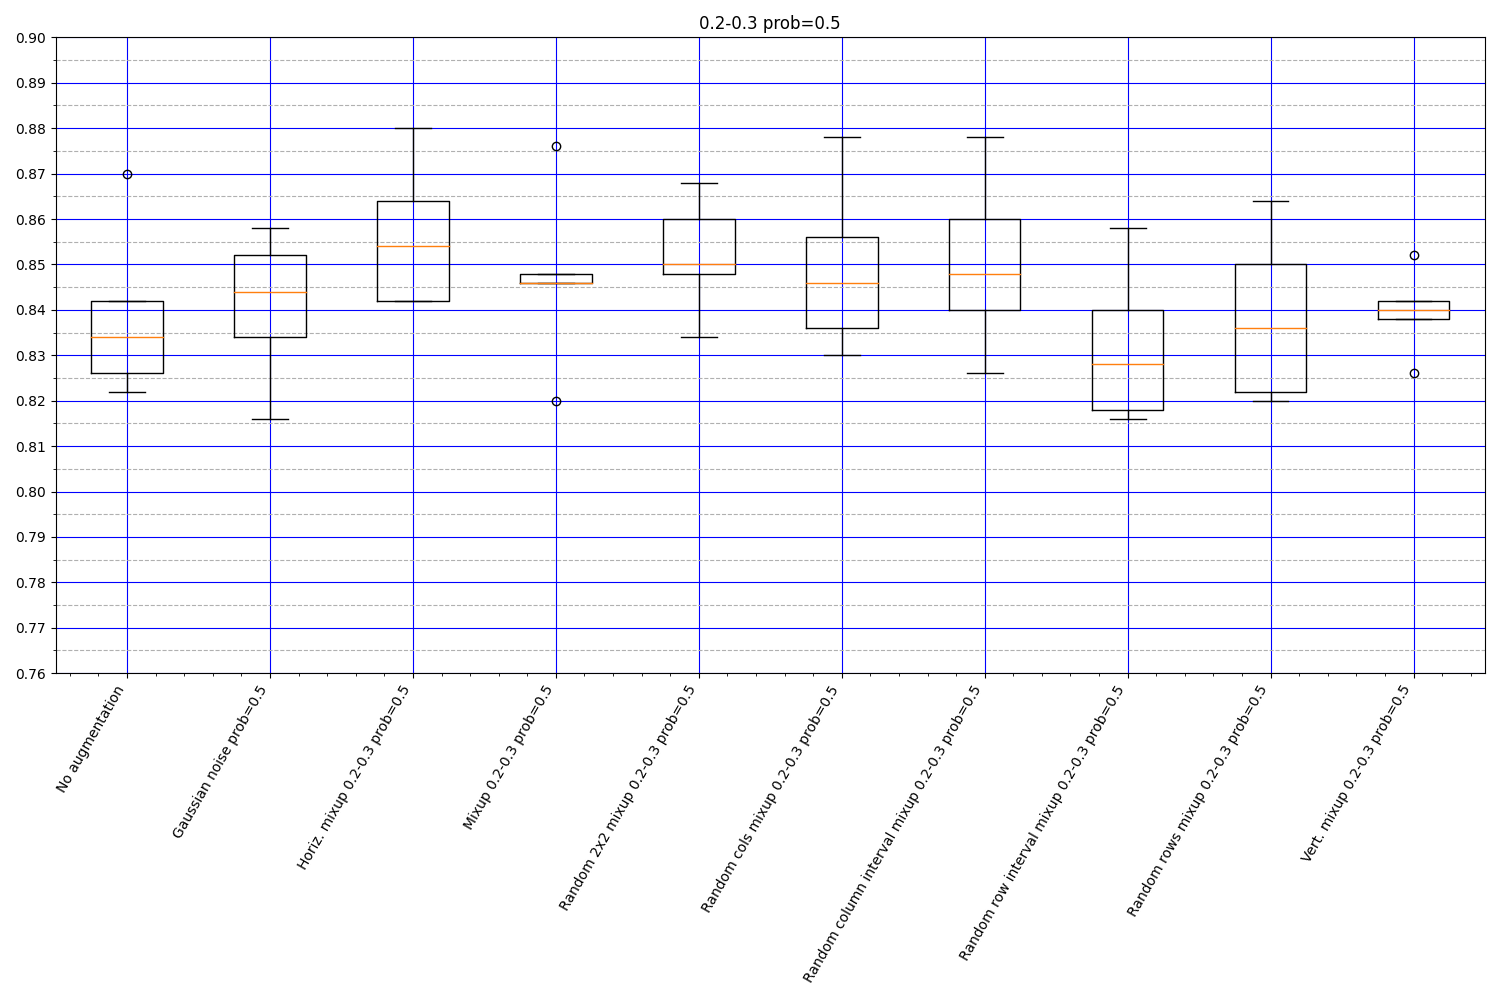 0.2-0.3 prob=0.5
0.90
0.89
0.88
0.87
0.86
0.85
0.84
0.83
0.82
0.81
0.80
0.79
0.78
0.77
0.76
No augmentation
Gaussian noise prob=0.5
Horiz. mixup 0.2-0.3 prob=0.5
Mixup 0.2-0.3 prob=0.5
Random 2x2 mixup 0.2-0.3 prob=0.5
Random cols mixup 0.2-0.3 prob=0.5
Random column interval mixup 0.2-0.3 prob=0.5
Random row interval mixup 0.2-0.3 prob=0.5
Random rows mixup 0.2-0.3 prob=0.5
Vert. mixup 0.2-0.3 prob=0.5